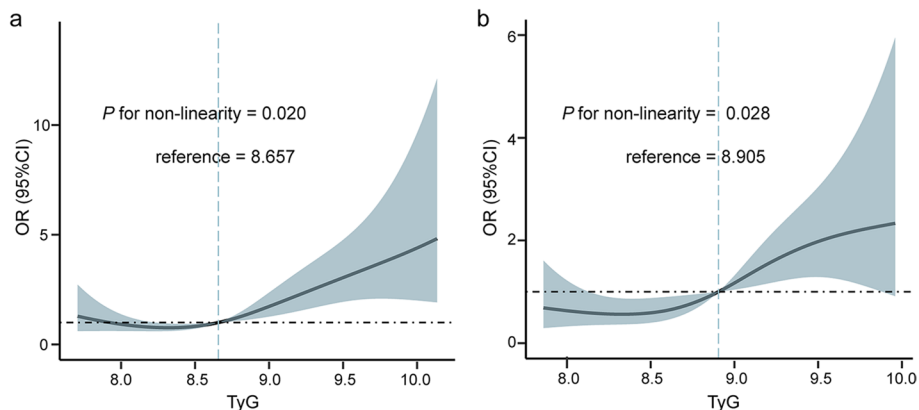 a
P for non-linearity = 0.020
reference = 8.657
10
5
0
OR (95%CI)
8.0 8.5 9.0 9.5 10.0
TyG
b
6
P for non-linearity = 0.028
reference = 8.905
4
2
0
OR (95%CI)
8.0 8.5 9.0 9.5 10.0
TyG